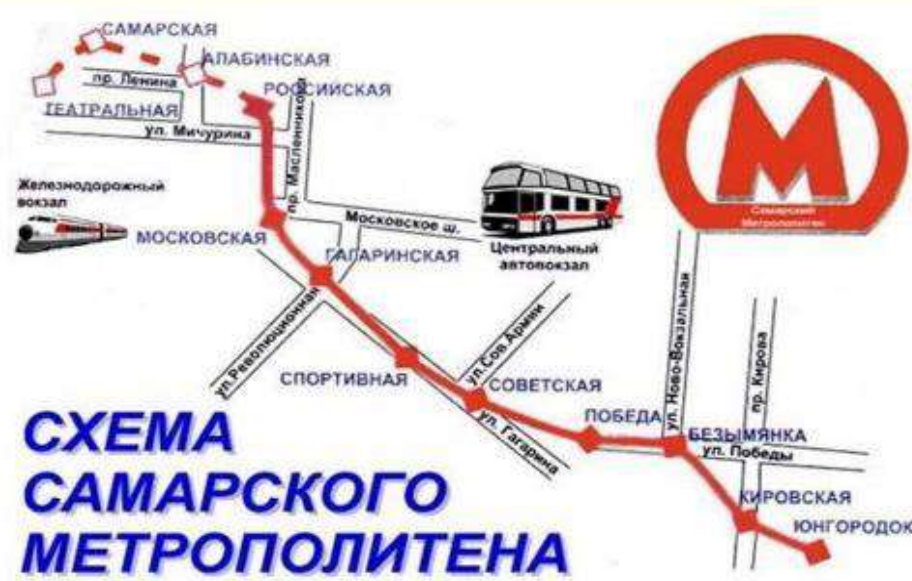 САМАРСКАЯ
АЛАБИНСКАЯ
пр. Ленина
РОССИЙСКАЯ
ТЕАТРАЛЬНАЯ
ул. Мичурина
пр. Масленникова
Железнодорожный
вокзал
МОСКОВСКАЯ
Московское ш.
Центральный
автовокзал
М
Самарский
Метрополитен
ГАГАРИНСКАЯ
ул.Революционная
СПОРТИВНАЯ
ул.Сов Армии
СОВЕТСКАЯ
ул. Гагарина
ПОБЕДА
ул. Ново-Вокзальная
пр. Кирова
БЕЗЫМЯНКА
ул. Победы
КИРОВСКАЯ
ЮНГОРОДОК
СХЕМА
САМАРСКОГО
МЕТРОПОЛИТЕНА